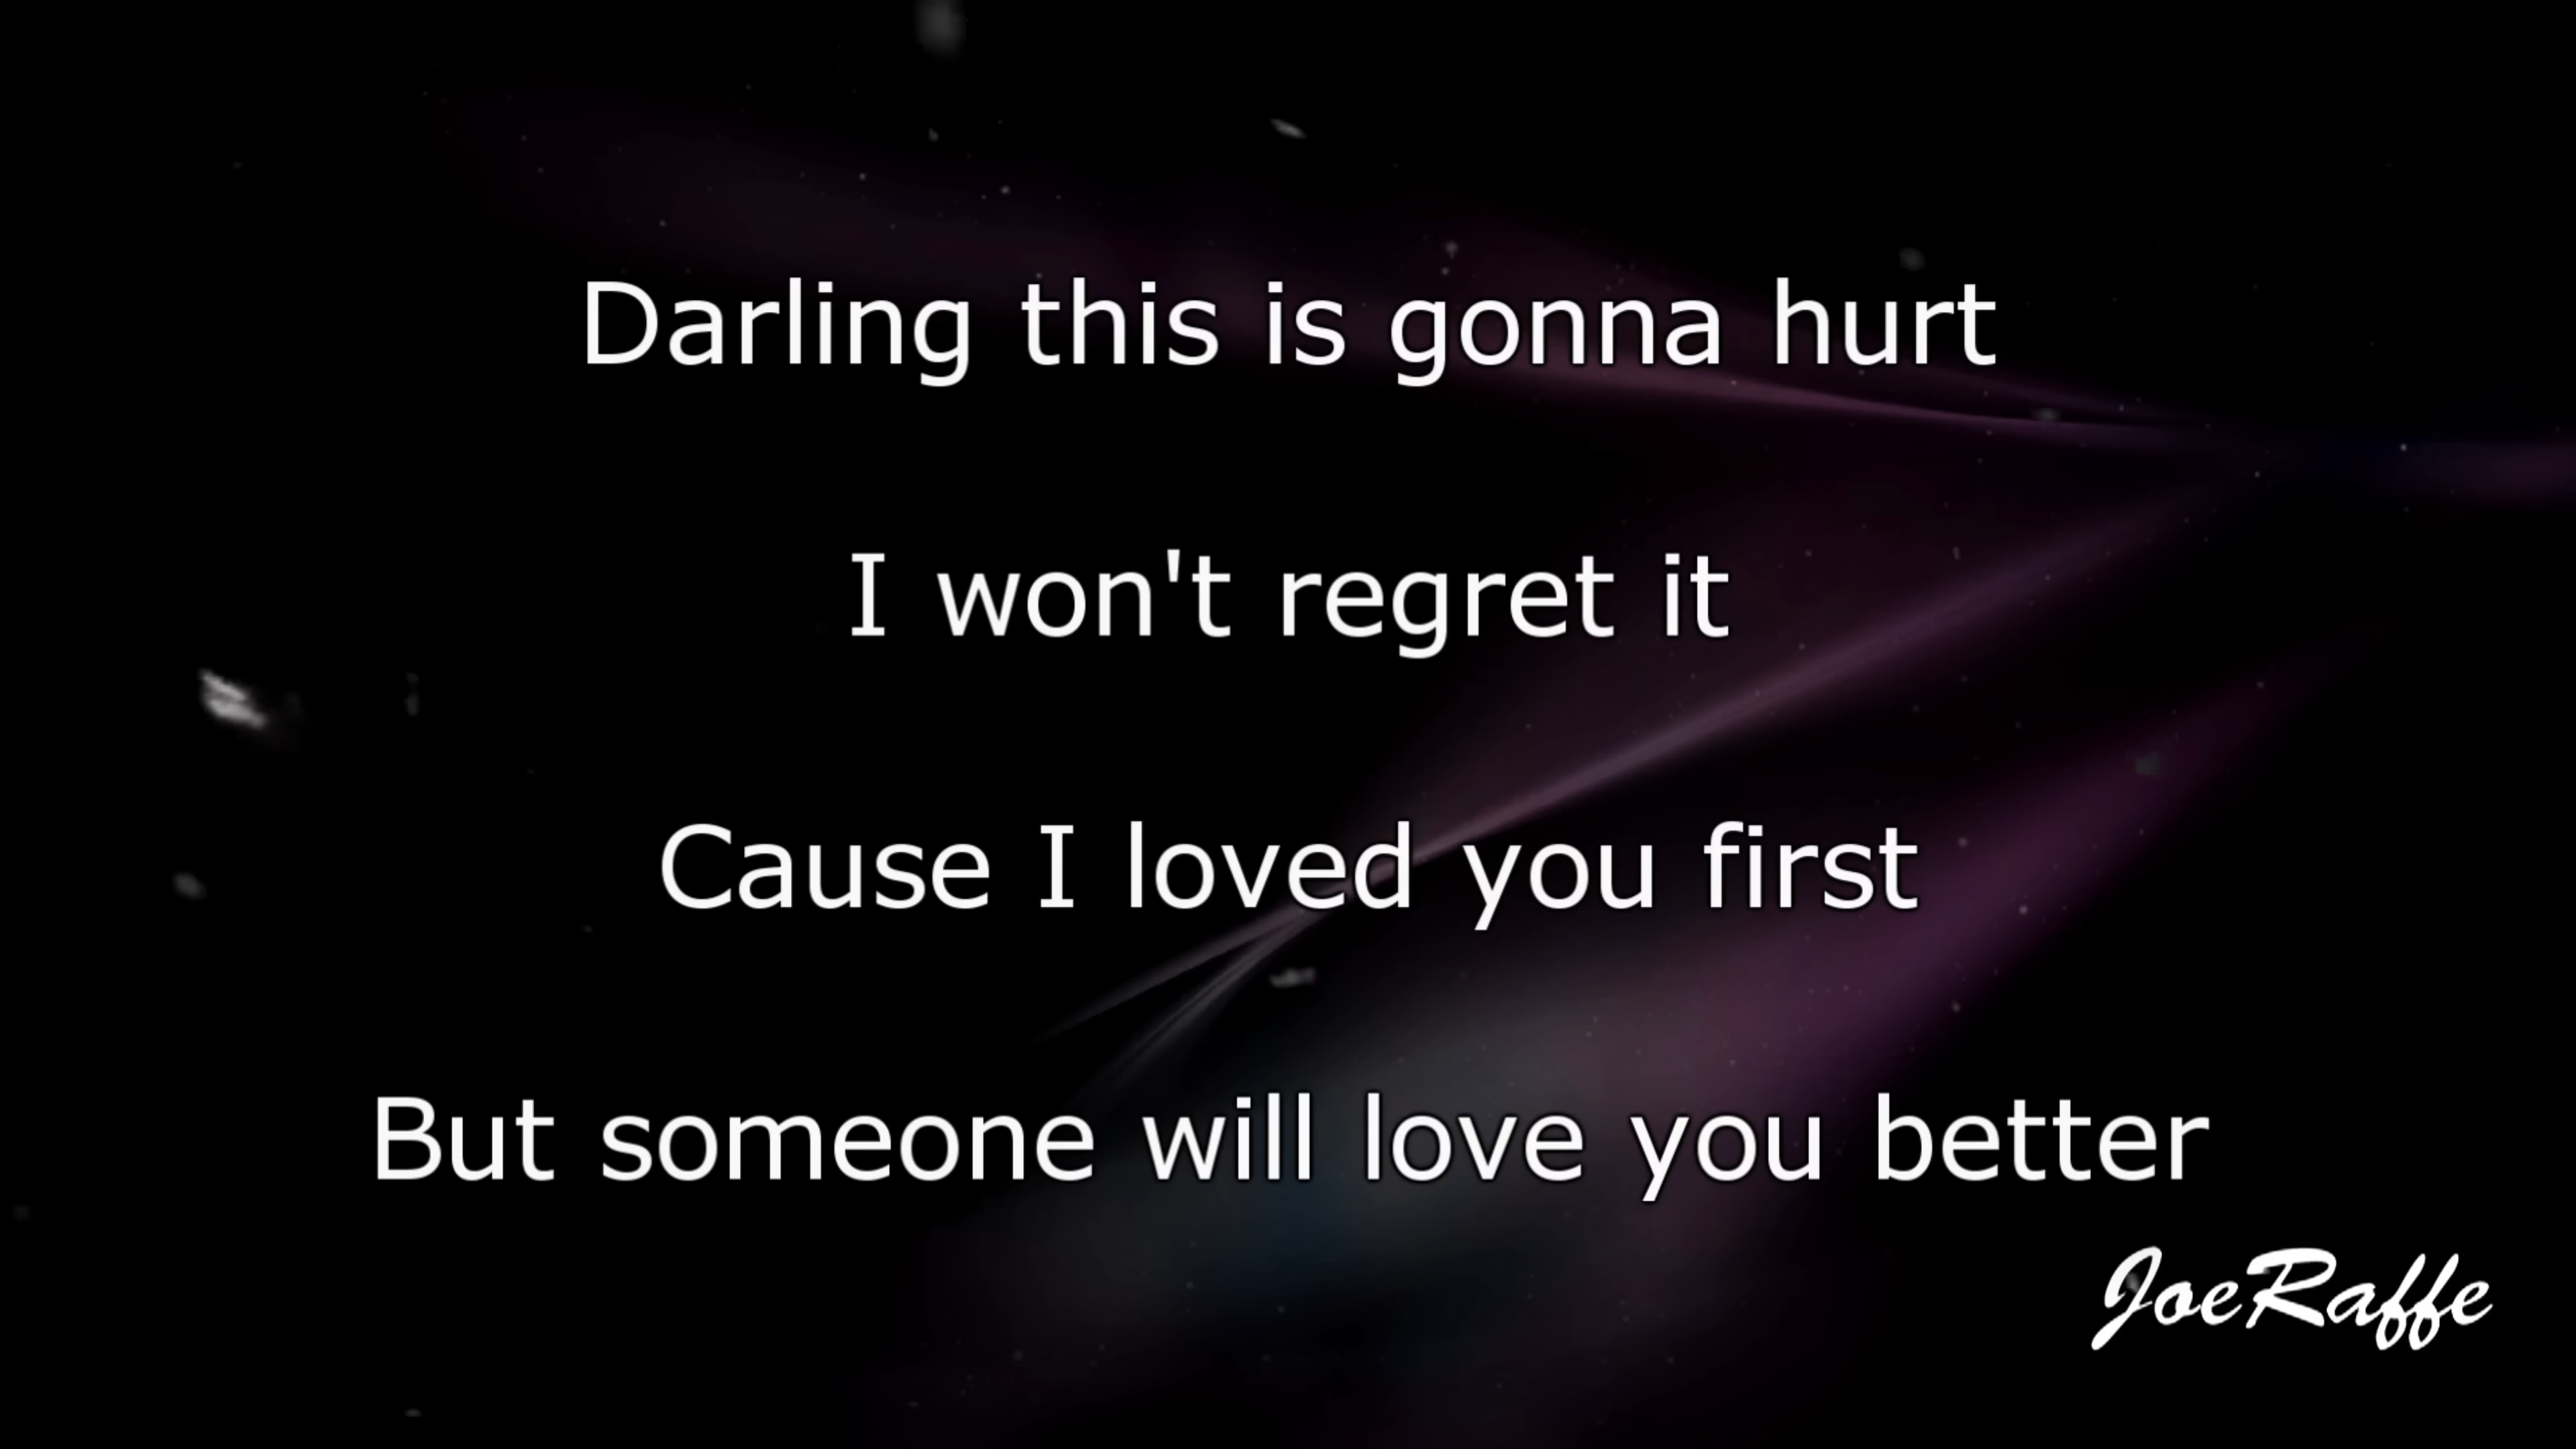 Darling this is gonna hurt
I won't regret it
Cause I loved you first
But someone will love you better
JoeRaffe